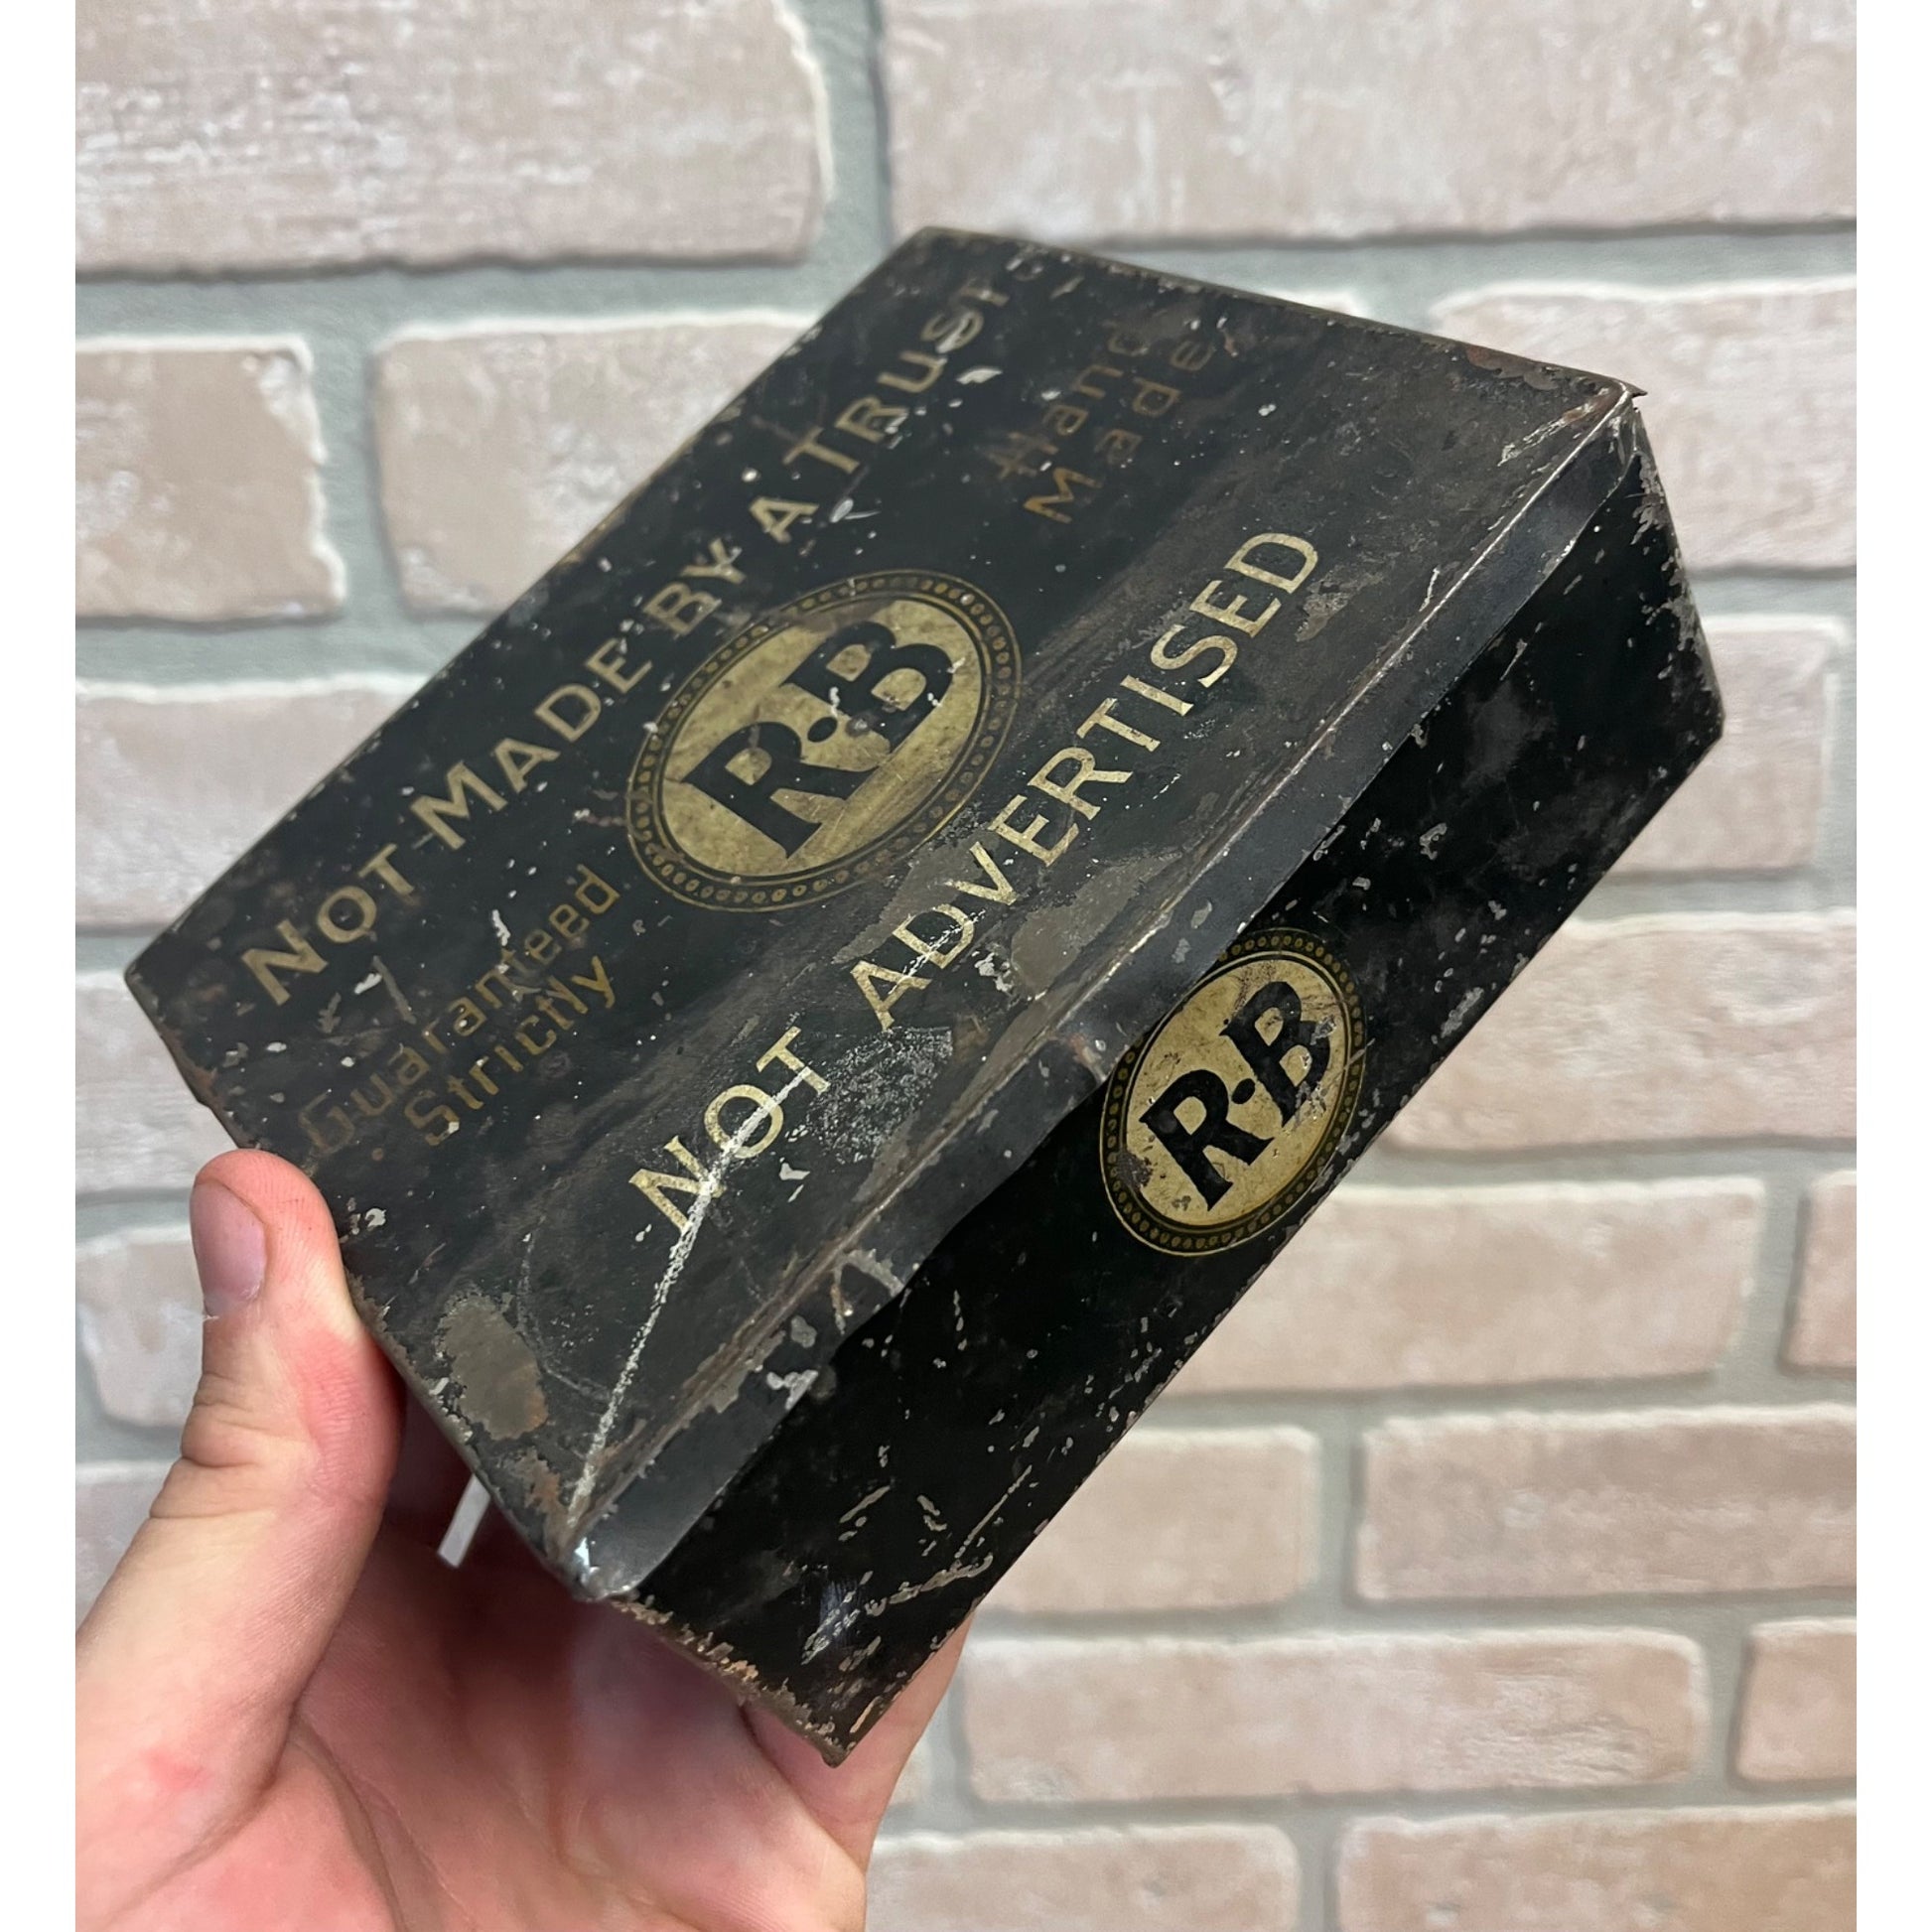 NOT MADE BY A TRUST
Guaranteed
Strictly
R·B
Hand
Made
NOT ADVERTISED
R·B